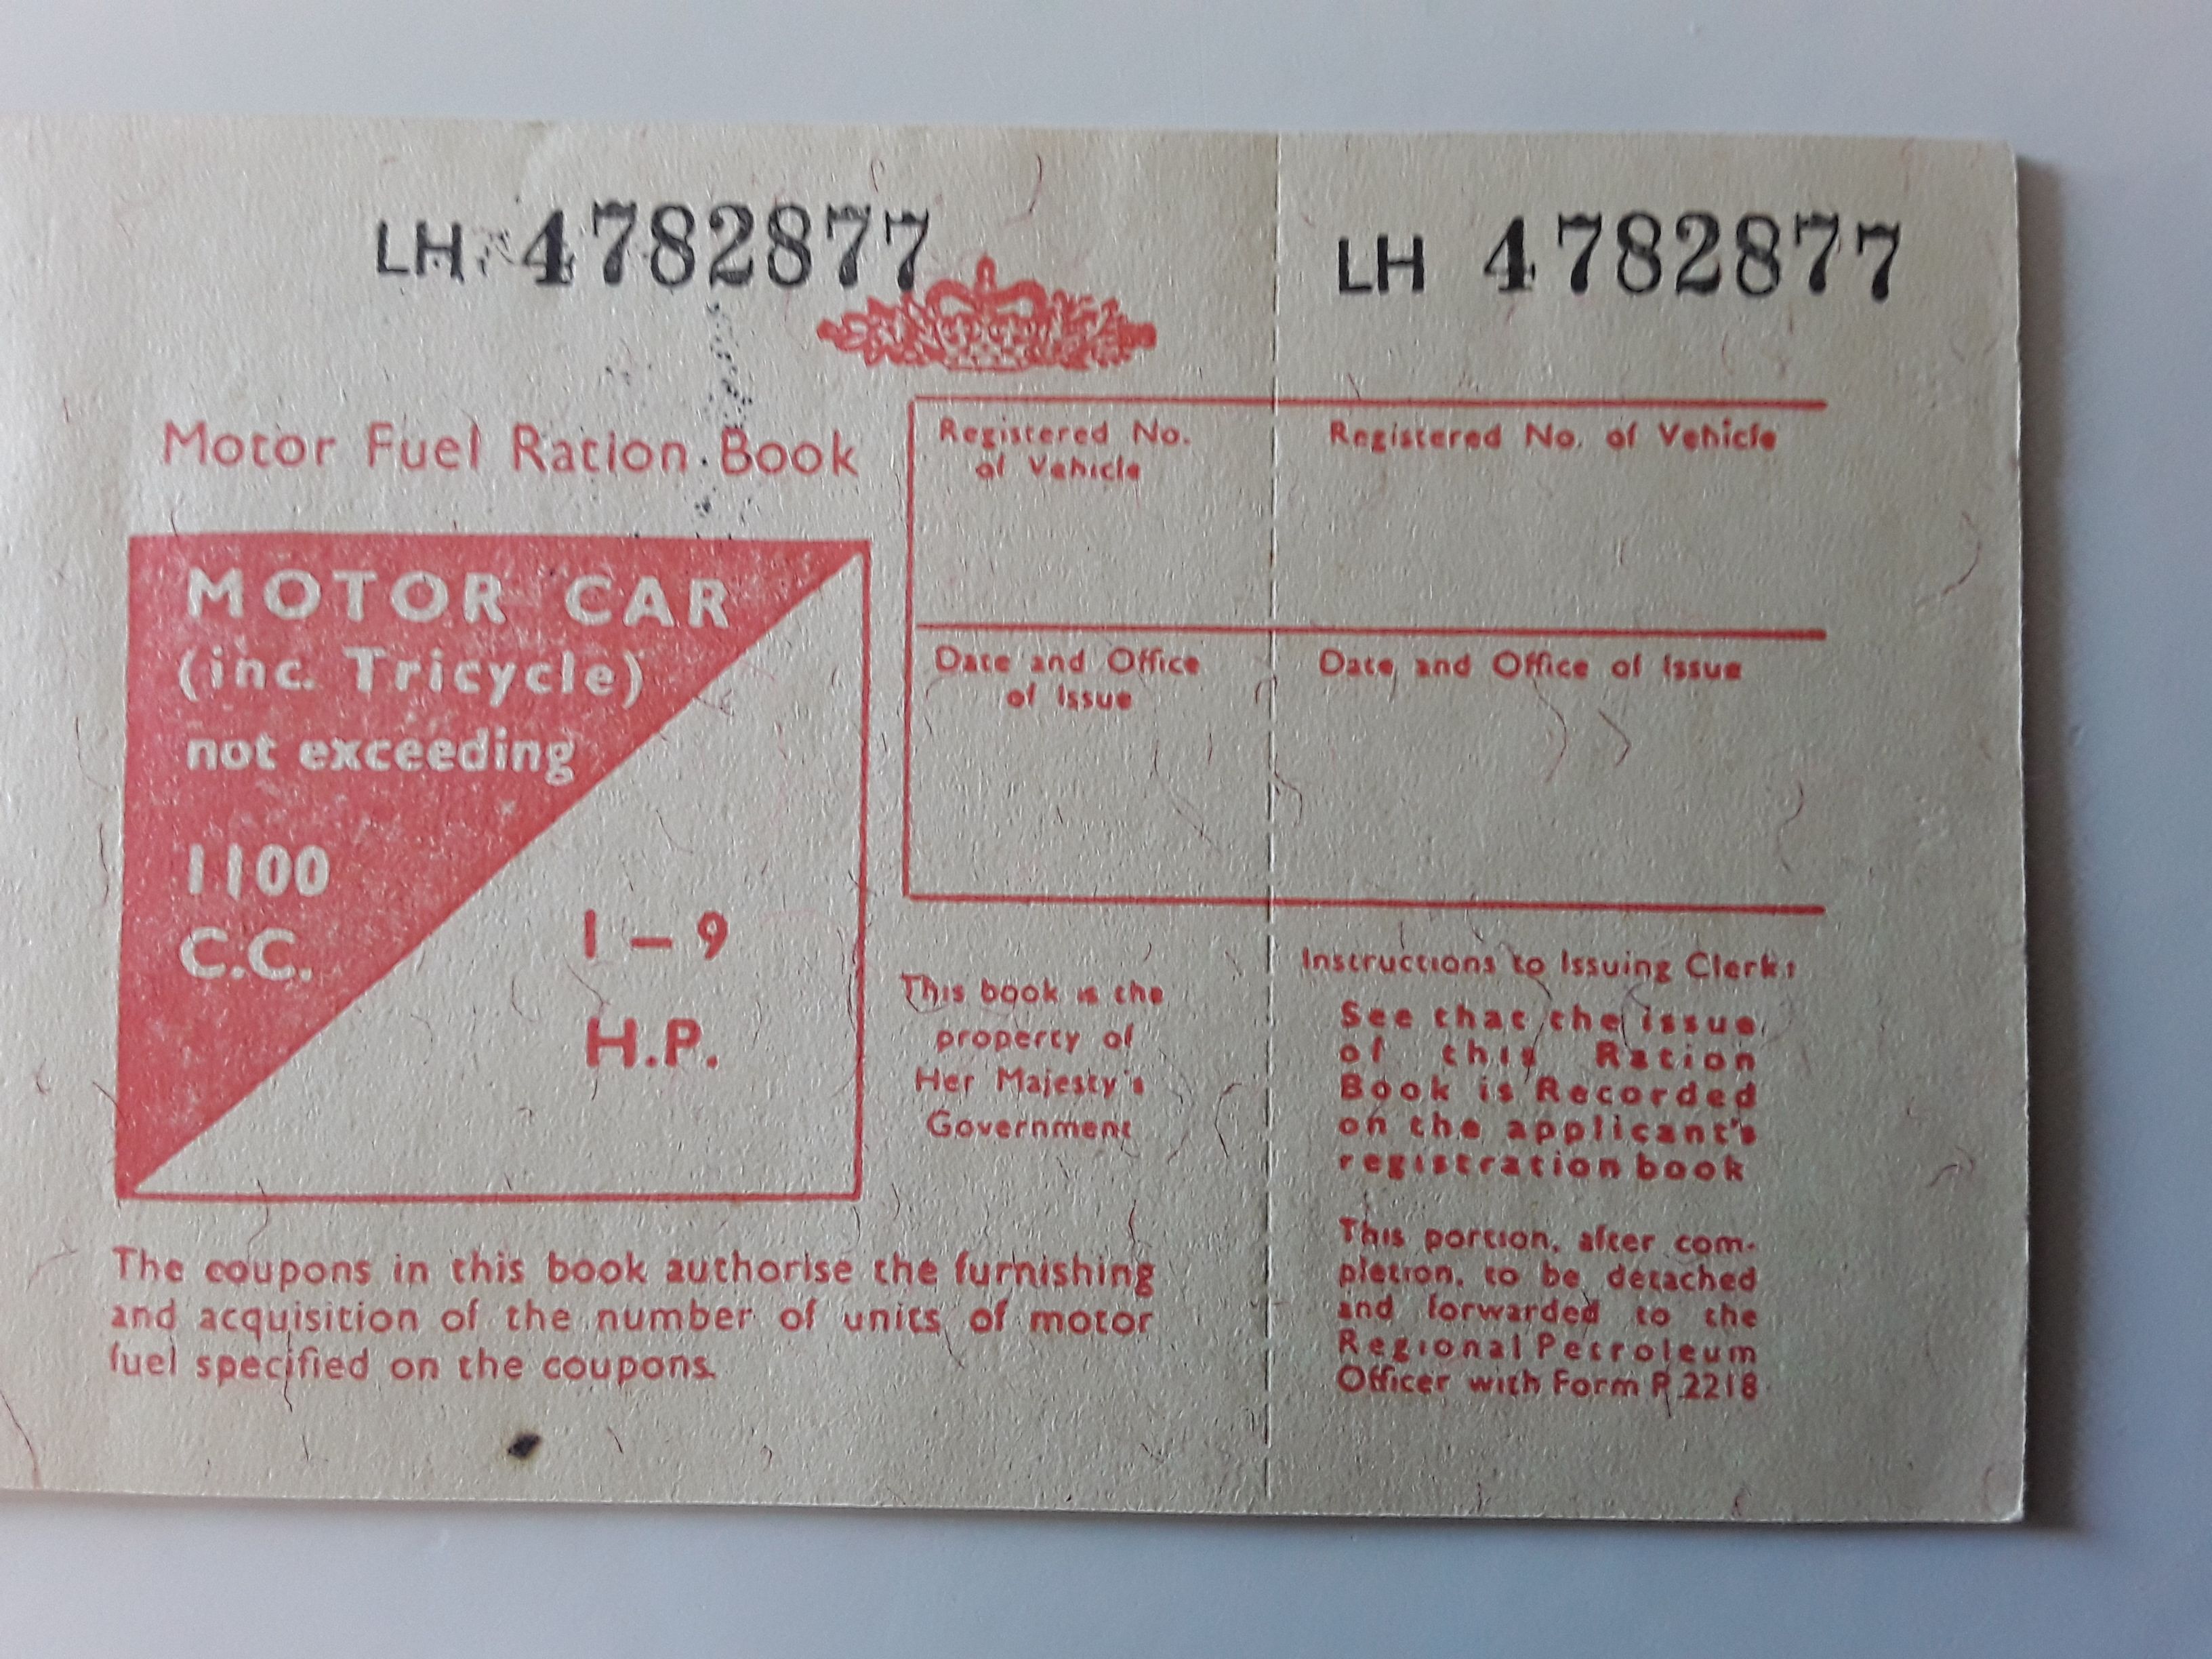 LH 4782877
Motor Fuel Ration Book
MOTOR CAR
(inc. Tricycle)
not exceeding
1100
C.C.
1 – 9
H.P.
Registered No.
of Vehicle
Date and Office
of Issue
This book is the
property of
Her Majesty's
Government
The coupons in this book authorise the furnishing
and acquisition of the number of units of motor
fuel specified on the coupons.
LH 4782877
Registered No. of Vehicle
Date and Office of Issue
Instructions to Issuing Clerk:
See that the issue
of this Ration
Book is Recorded
on the applicant's
registration book
This portion, after com-
pletion, to be detached
and forwarded to the
Regional Petroleum
Officer with Form P 2218